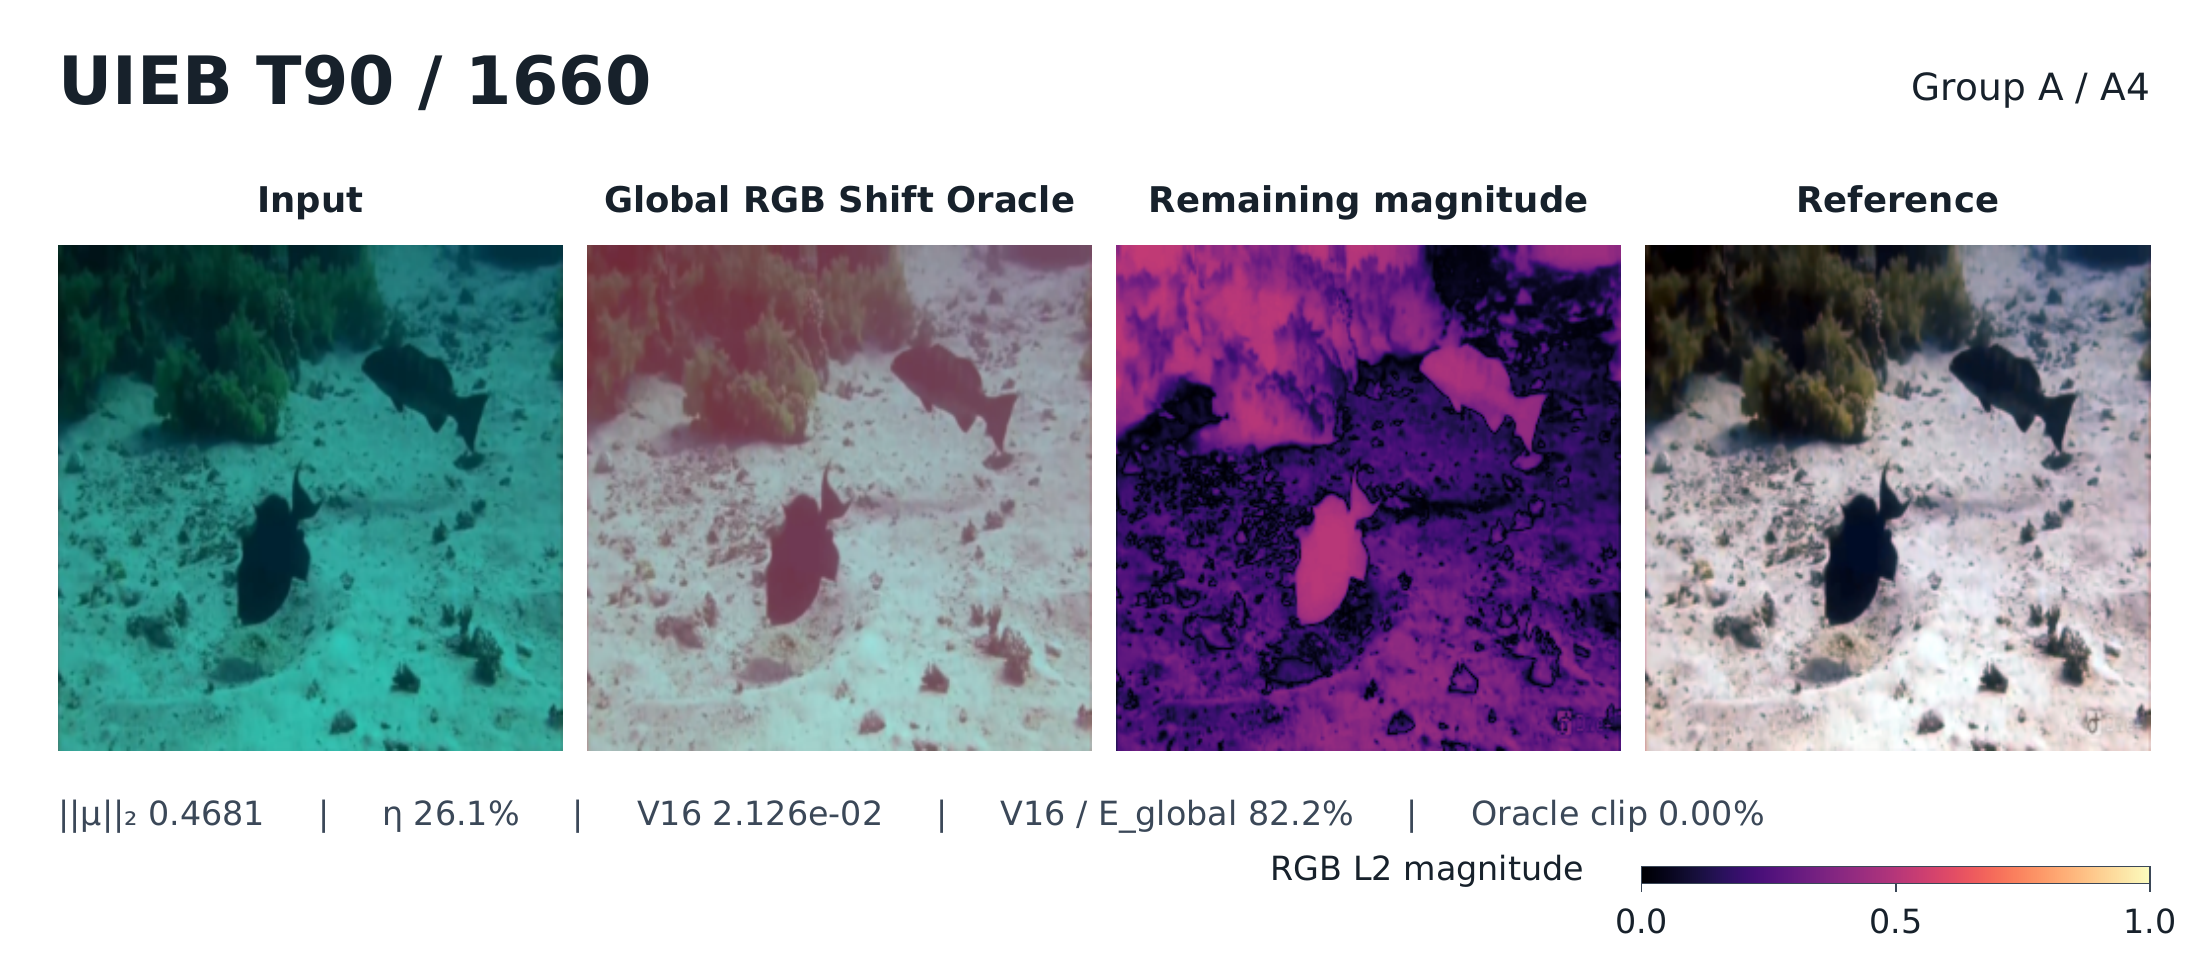 UIEB T90 / 1660
Group A / A4
Input
Global RGB Shift Oracle
Remaining magnitude
Reference
||μ||₂ 0.4681 | η 26.1% | V16 2.126e-02 | V16 / E_global 82.2% | Oracle clip 0.00%
RGB L2 magnitude
0.0 0.5 1.0